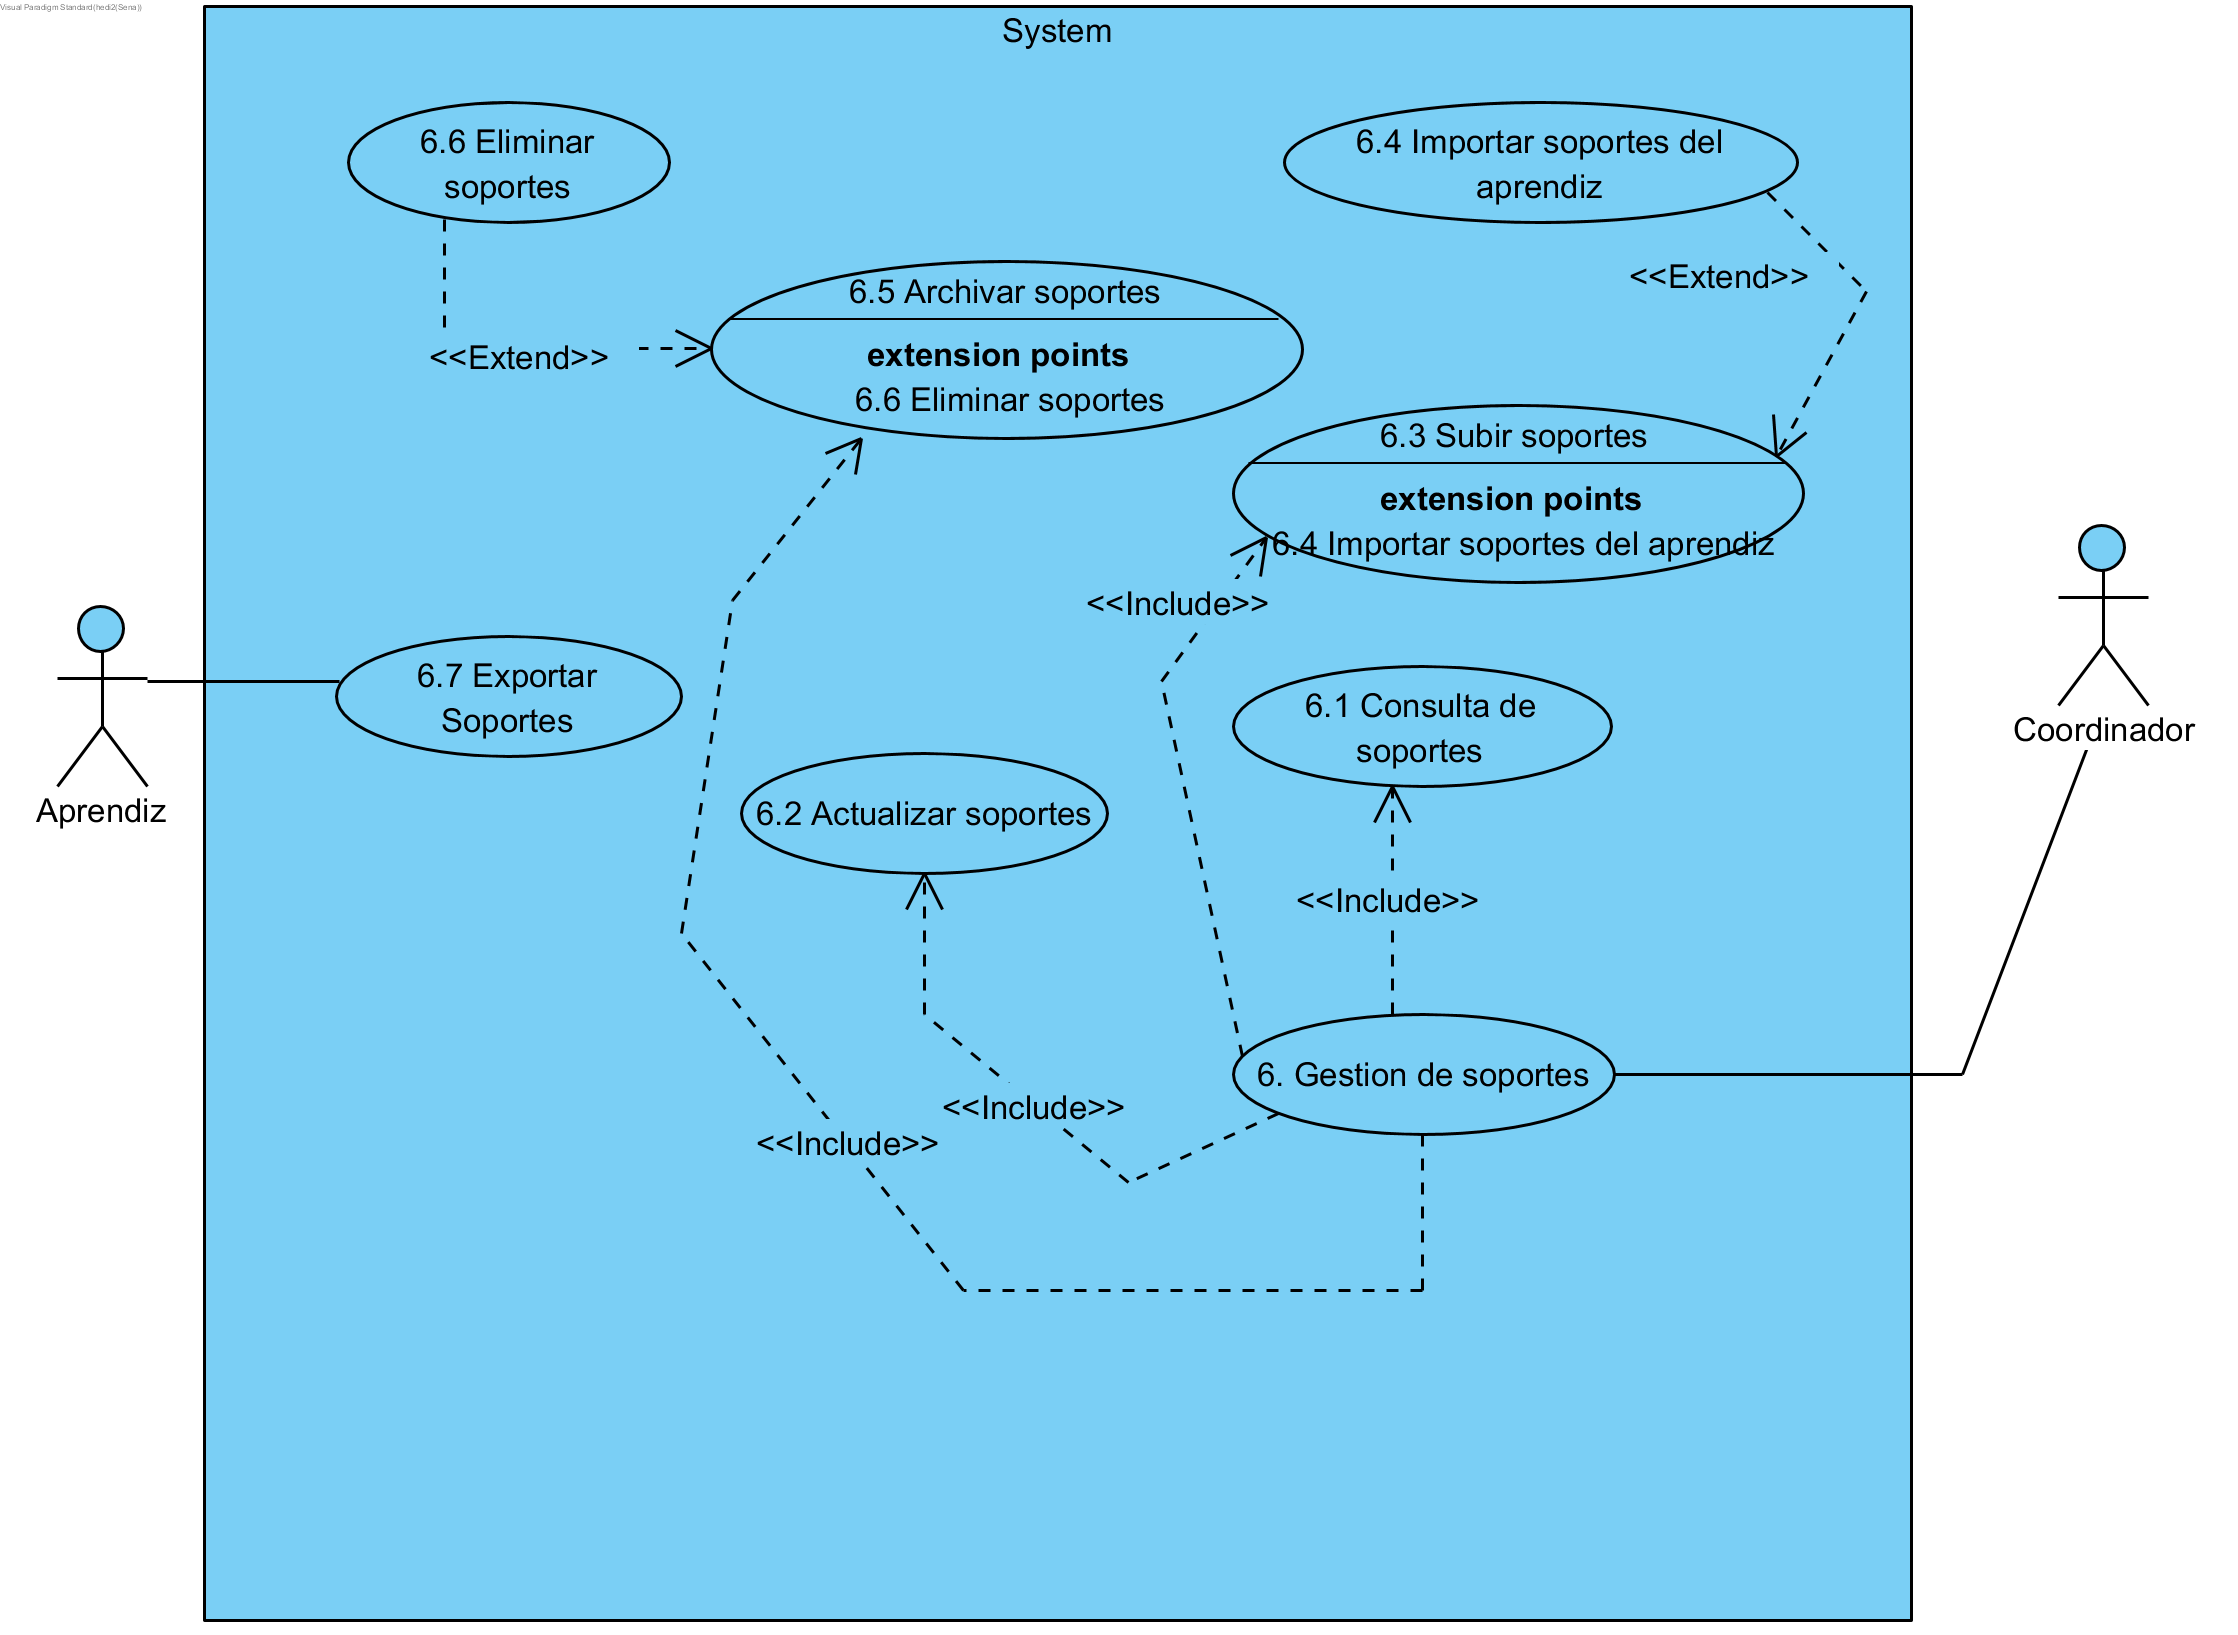 Visual Paradigm Standard(hedi2(Sena))
System
6.6 Eliminar
soportes
6.4 Importar soportes del
aprendiz
<<Extend>>
6.5 Archivar soportes
extension points
6.6 Eliminar soportes
<<Extend>>
6.3 Subir soportes
extension points
6.4 Importar soportes del aprendiz
<<Include>>
6.7 Exportar
Soportes
6.1 Consulta de
soportes
Coordinador
Aprendiz
6.2 Actualizar soportes
<<Include>>
6. Gestion de soportes
<<Include>>
<<Include>>